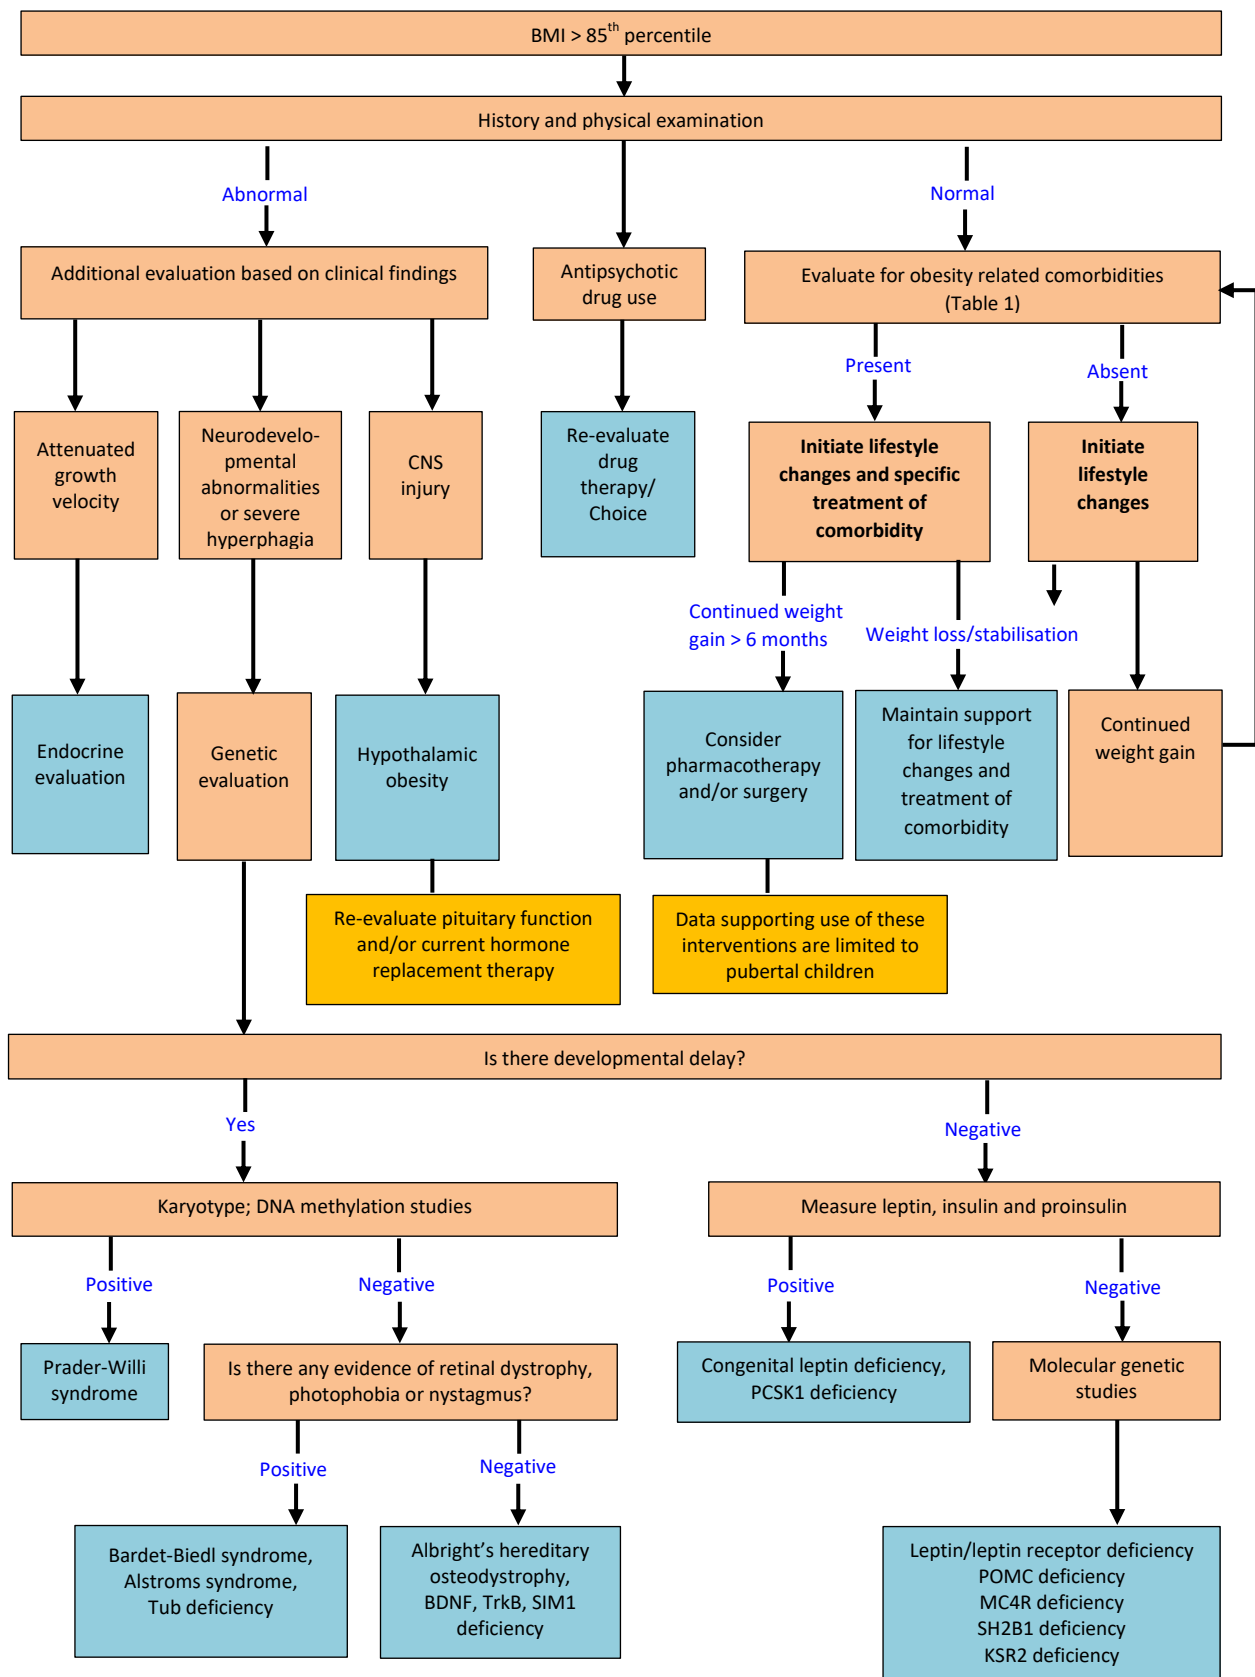 BMI > 85th percentile
History and physical examination
Abnormal
Normal
Additional evaluation based on clinical findings
Antipsychotic
drug use
Evaluate for obesity related comorbidities
(Table 1)
Present
Absent
Attenuated
growth
velocity
Neurodevelo-
pmental
abnormalities
or severe
hyperphagia
CNS
injury
Re-evaluate
drug
therapy/
Choice
Initiate lifestyle
changes and specific
treatment of
comorbidity
Initiate
lifestyle
changes
Continued weight
gain > 6 months
Weight loss/stabilisation
Endocrine
evaluation
Genetic
evaluation
Hypothalamic
obesity
Consider
pharmacotherapy
and/or surgery
Maintain support
for lifestyle
changes and
treatment of
comorbidity
Continued
weight gain
Re-evaluate pituitary function
and/or current hormone
replacement therapy
Data supporting use of these
interventions are limited to
pubertal children
Is there developmental delay?
Yes
Negative
Karyotype; DNA methylation studies
Measure leptin, insulin and proinsulin
Positive
Negative
Positive
Negative
Prader-Willi
syndrome
Is there any evidence of retinal dystrophy,
photophobia or nystagmus?
Congenital leptin deficiency,
PCSK1 deficiency
Molecular genetic
studies
Positive
Negative
Bardet-Biedl syndrome,
Alstroms syndrome,
Tub deficiency
Albright’s hereditary
osteodystrophy,
BDNF, TrkB, SIM1
deficiency
Leptin/leptin receptor deficiency
POMC deficiency
MC4R deficiency
SH2B1 deficiency
KSR2 deficiency